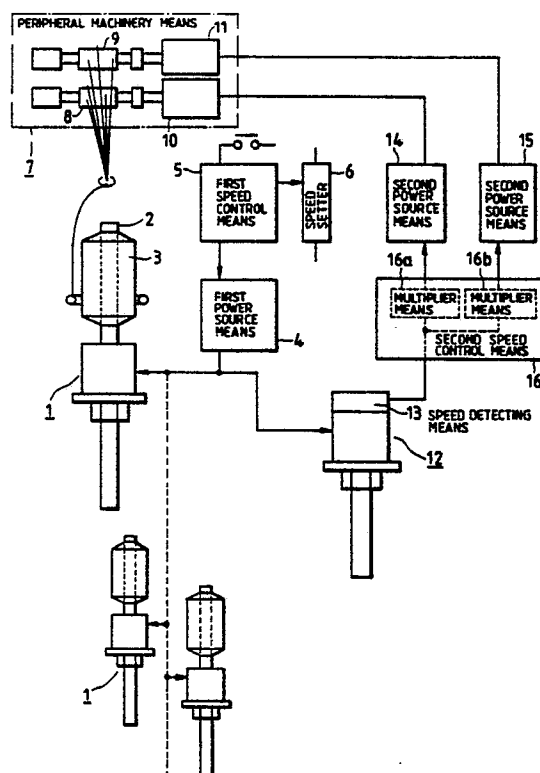 PERIPHERAL MACHINERY MEANS
9
11
8
10
7
5
FIRST SPEED CONTROL MEANS
6
SPEED SETTER
14
SECOND POWER SOURCE MEANS
15
SECOND POWER SOURCE MEANS
2
3
FIRST POWER SOURCE MEANS
4
16a
16b
MULTIPLIER MEANS
MULTIPLIER MEANS
SECOND SPEED CONTROL MEANS
16
1
13
SPEED DETECTING MEANS
12
1